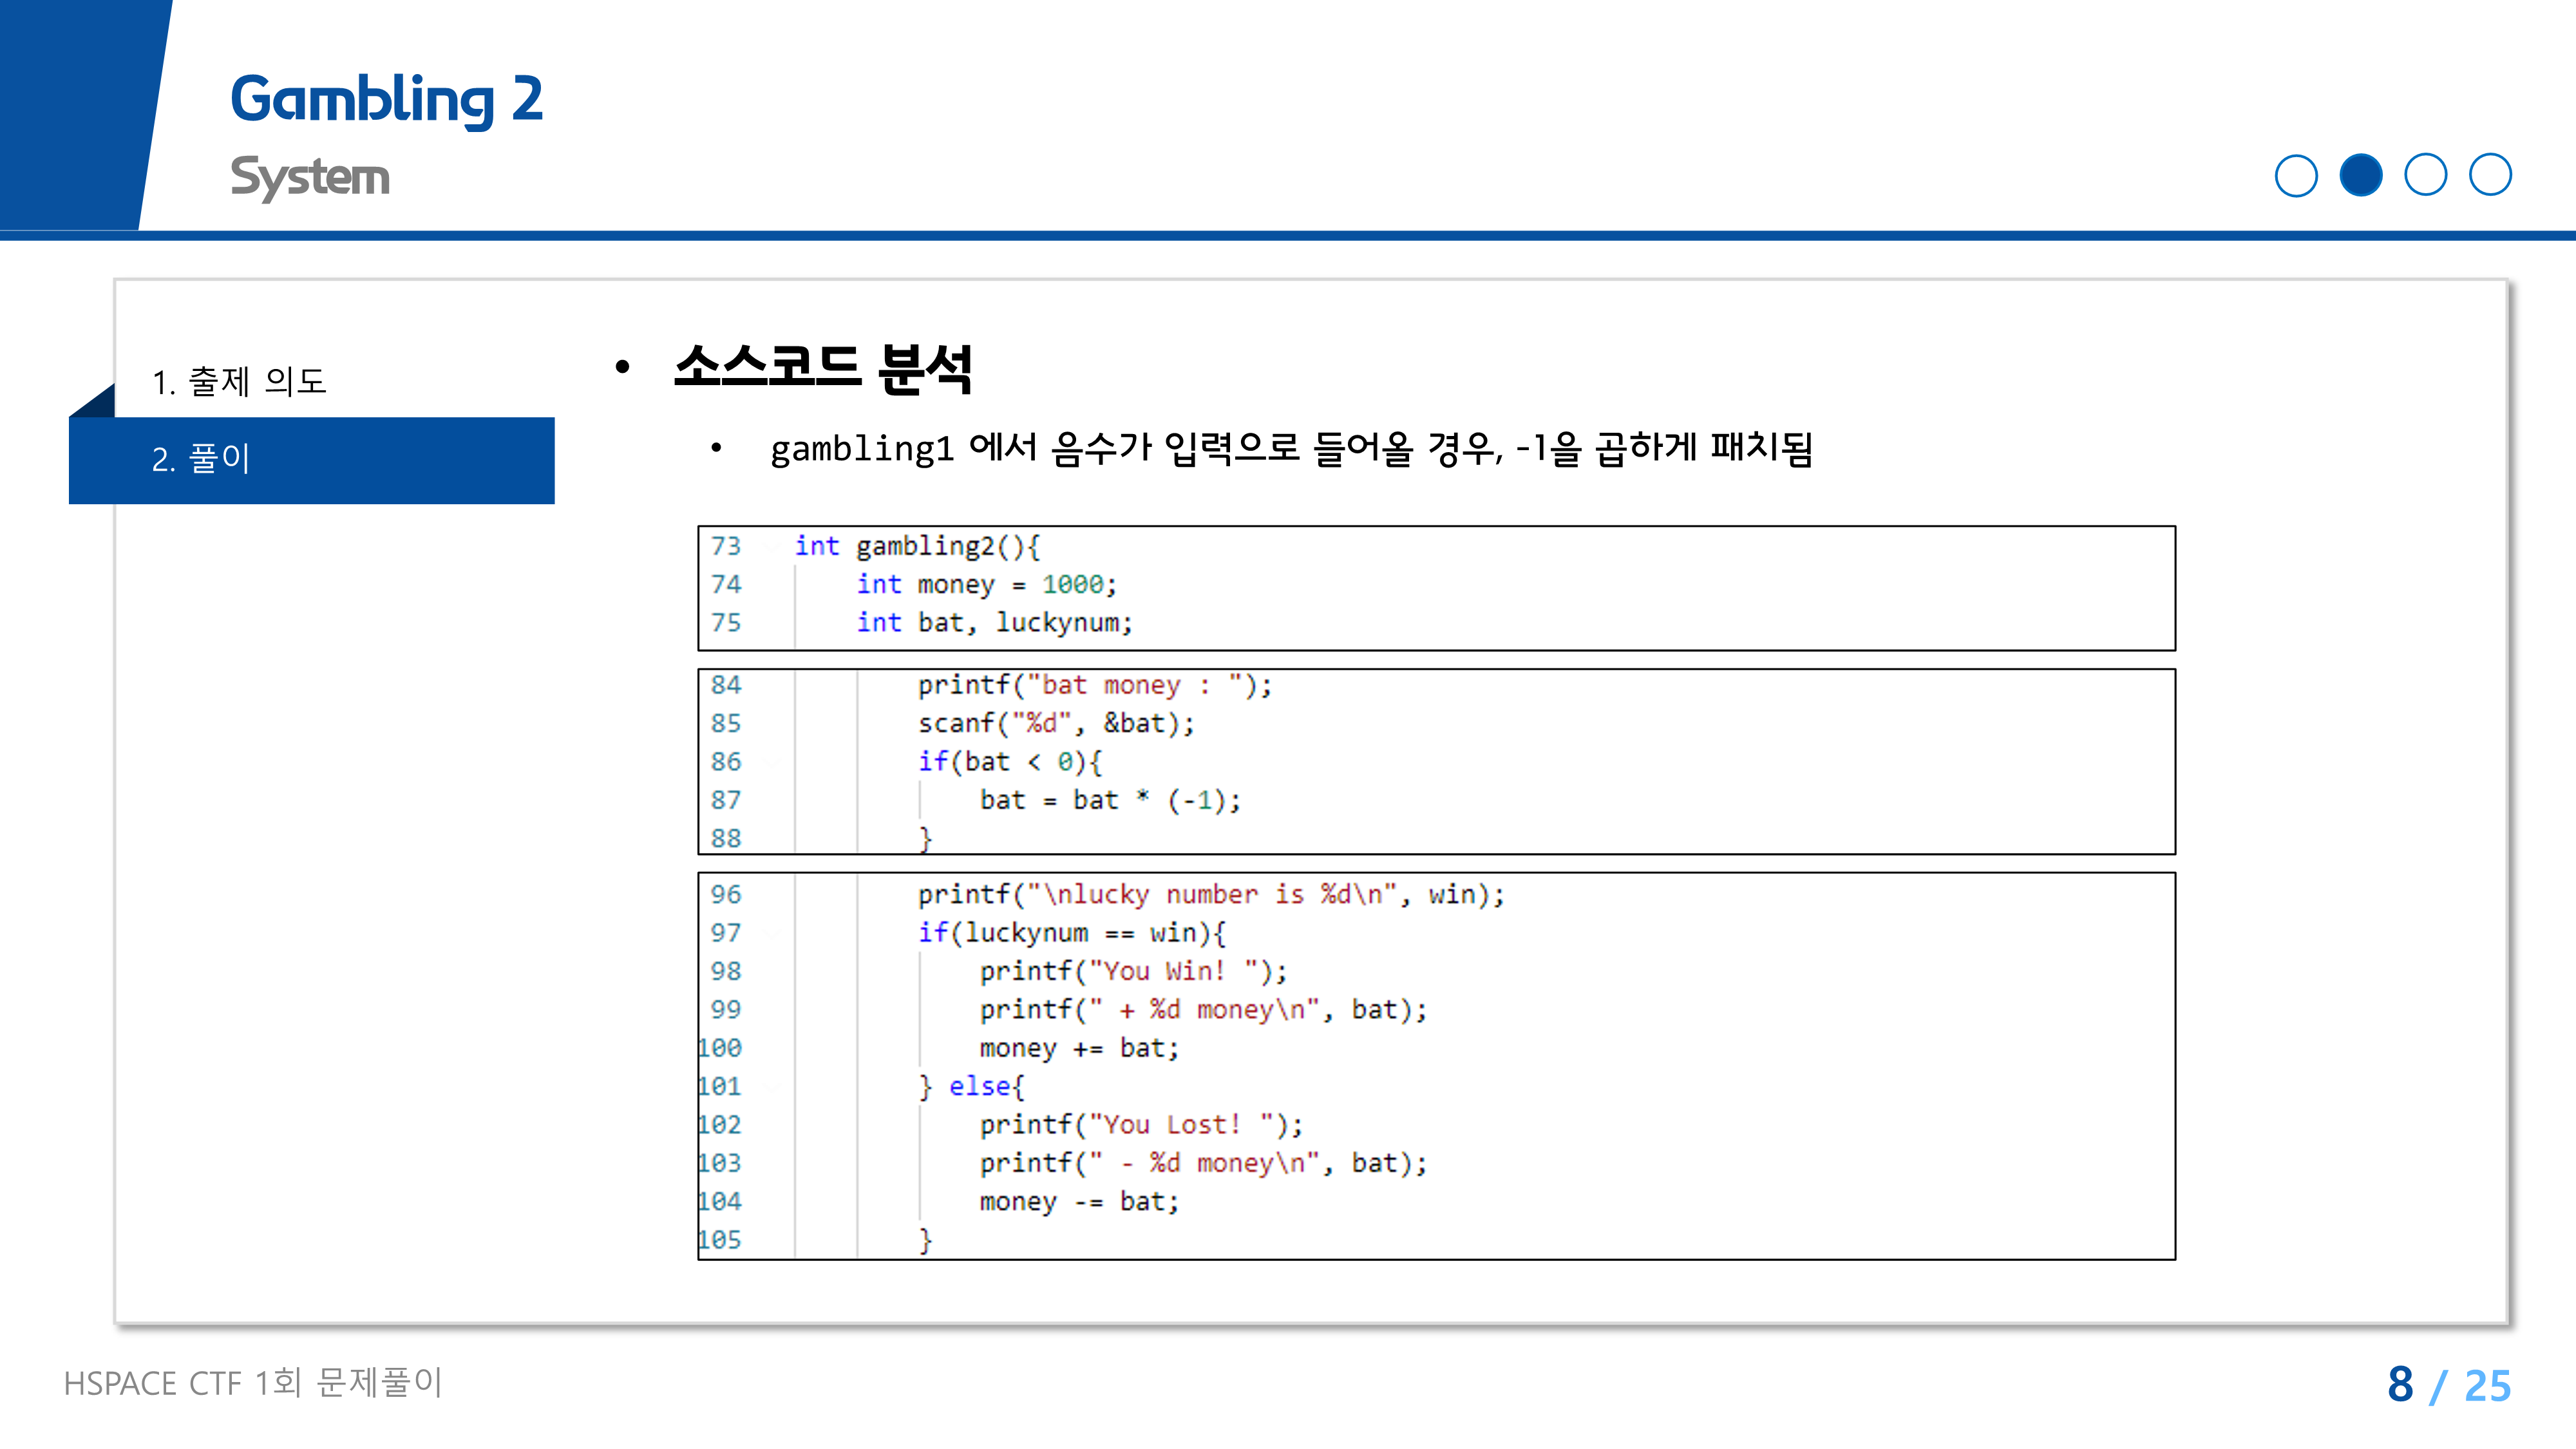 Gambling 2
System
1. 출제 의도
2. 풀이
• 소스코드 분석
• gambling1 에서 음수가 입력으로 들어올 경우, -1을 곱하게 패치됨
73 int gambling2(){
74 int money = 1000;
75 int bat, luckynum;
84 printf("bat money : ");
85 scanf("%d", &bat);
86 if(bat < 0){
87 bat = bat * (-1);
88 }
96 printf("\nlucky number is %d\n", win);
97 if(luckynum == win){
98 printf("You Win! ");
99 printf(" + %d money\n", bat);
100 money += bat;
101 } else{
102 printf("You Lost! ");
103 printf(" - %d money\n", bat);
104 money -= bat;
105 }
HSPACE CTF 1회 문제풀이
8 / 25